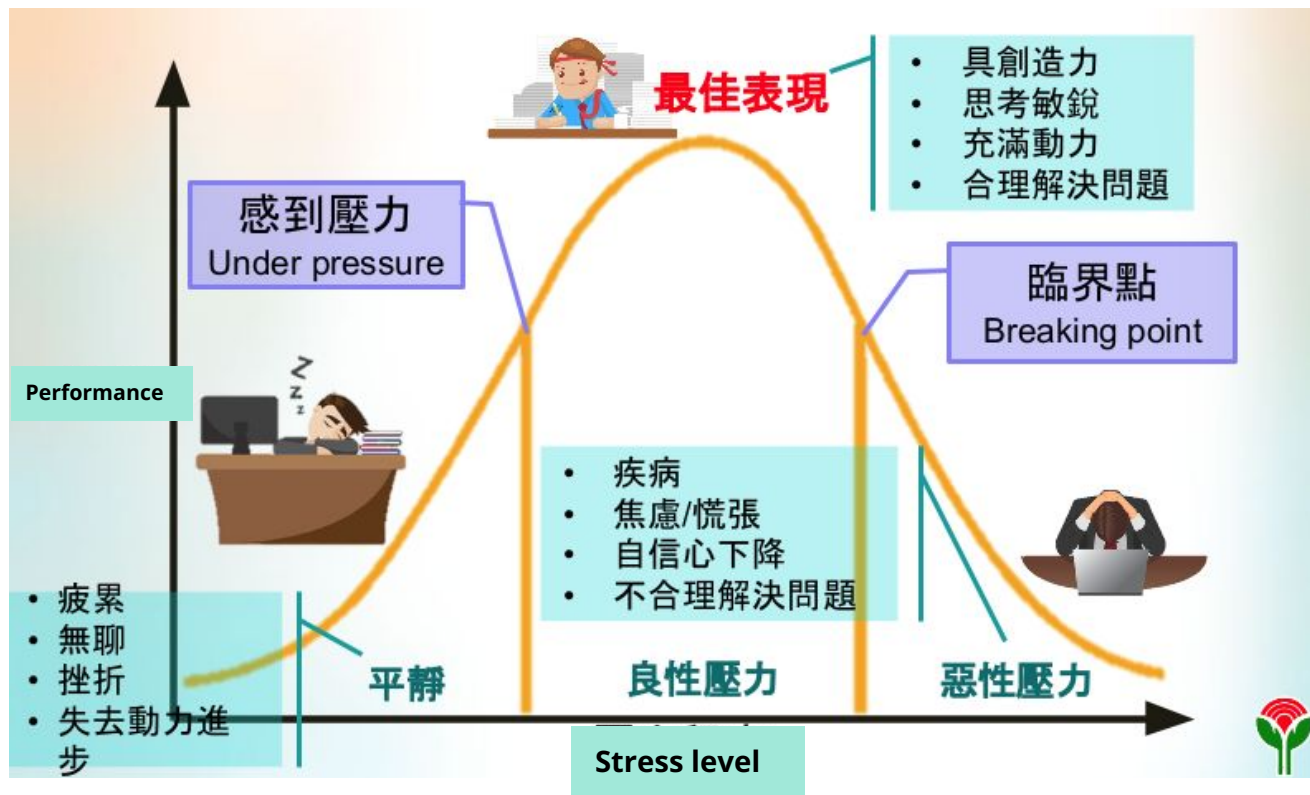 最佳表現
• 具創造力
• 思考敏銳
• 充滿動力
• 合理解決問題
感到壓力
Under pressure
臨界點
Breaking point
Performance
Z
z
z
• 疾病
• 焦慮/慌張
• 自信心下降
• 不合理解決問題
• 疲累
• 無聊
• 挫折
• 失去動力進
步
平靜
良性壓力
惡性壓力
Stress level